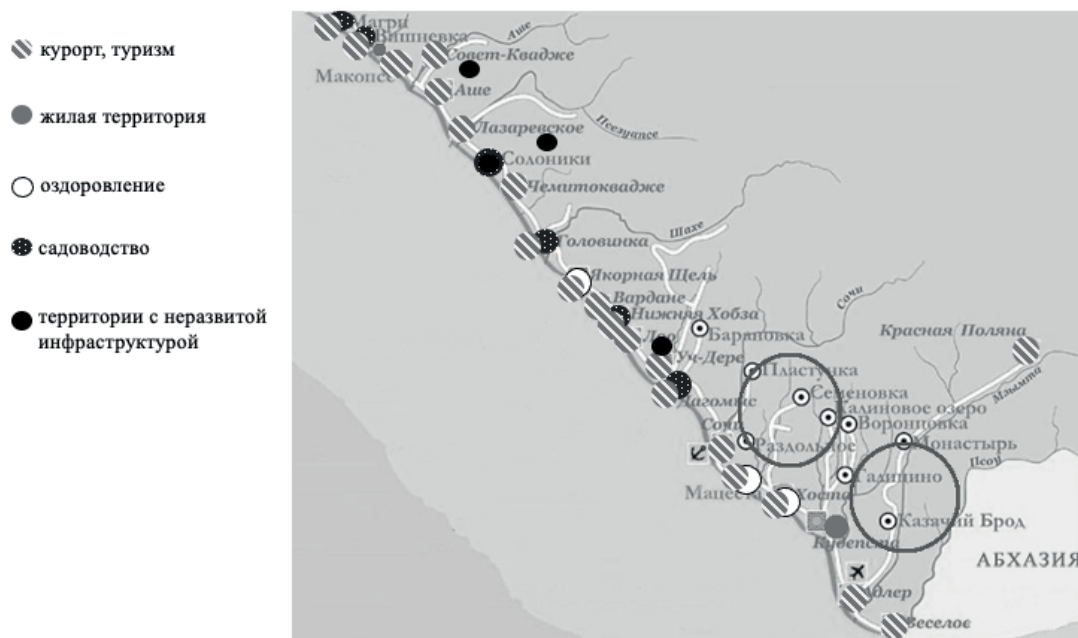 курорт, туризм
жилая территория
оздоровление
садоводство
территории с неразвитой
инфраструктурой
Магри
Вишневка
Аше
Совет-Квадже
Макопсе
Аше
Лазаревское
Псезуапсе
Солоники
Чемитоквадже
Шахе
Головинка
Якорная Щель
Вардане
Нижняя Хобза
Сочи
Лоо
Барановка
Красная Поляна
Уч-Дере
Пластунка
Мзымта
Семеновка
Дагомыс
Калиновое озеро
Воронцовка
Сочи
Раздольное
Монастырь
Псоу
Галицино
Мацеста
Хоста
Казачий Брод
Кудепста
АБХАЗИЯ
Адлер
Веселое